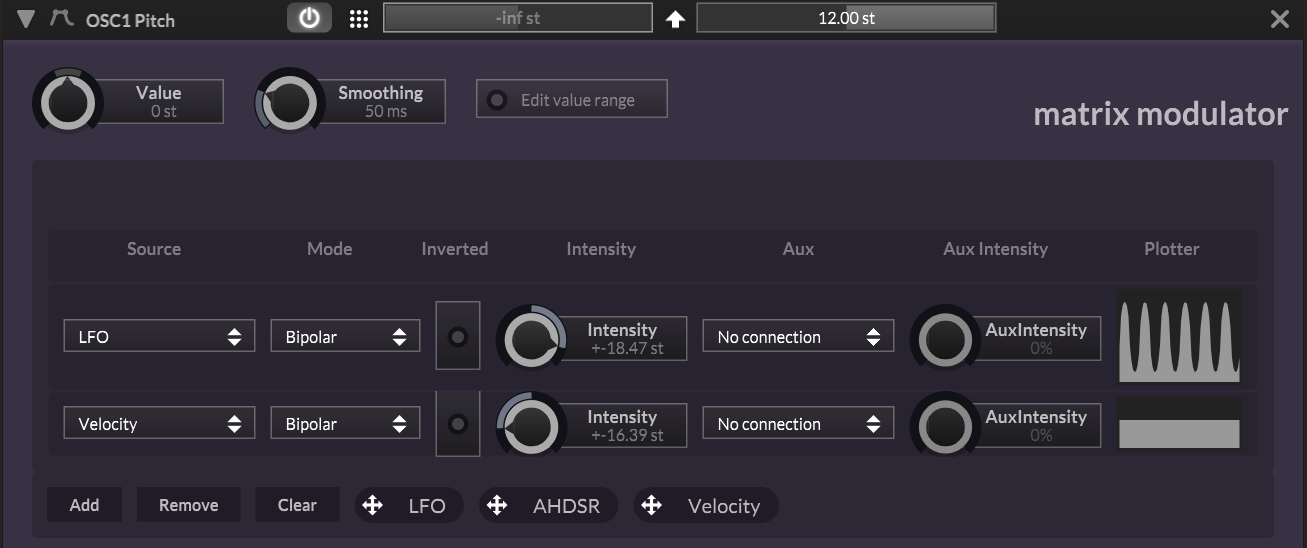 OSC1 Pitch
-inf st
12.00 st
Value
0 st
Smoothing
50 ms
Edit value range
matrix modulator
Source Mode Inverted Intensity Aux Aux Intensity Plotter
LFO Bipolar Intensity No connection AuxIntensity
+-18.47 st 0%
Velocity Bipolar Intensity No connection AuxIntensity
+-16.39 st 0%
Add Remove Clear LFO AHDSR Velocity